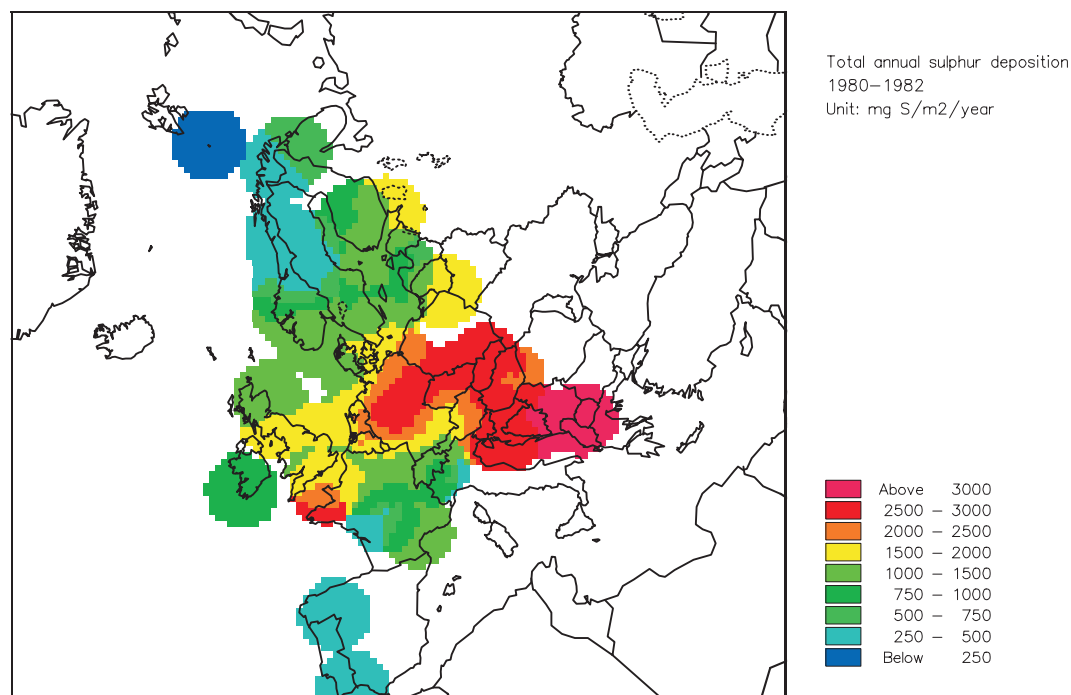 Total annual sulphur deposition
1980-1982
Unit: mg S/m2/year
Above 3000
2500 - 3000
2000 - 2500
1500 - 2000
1000 - 1500
750 - 1000
500 - 750
250 - 500
Below 250